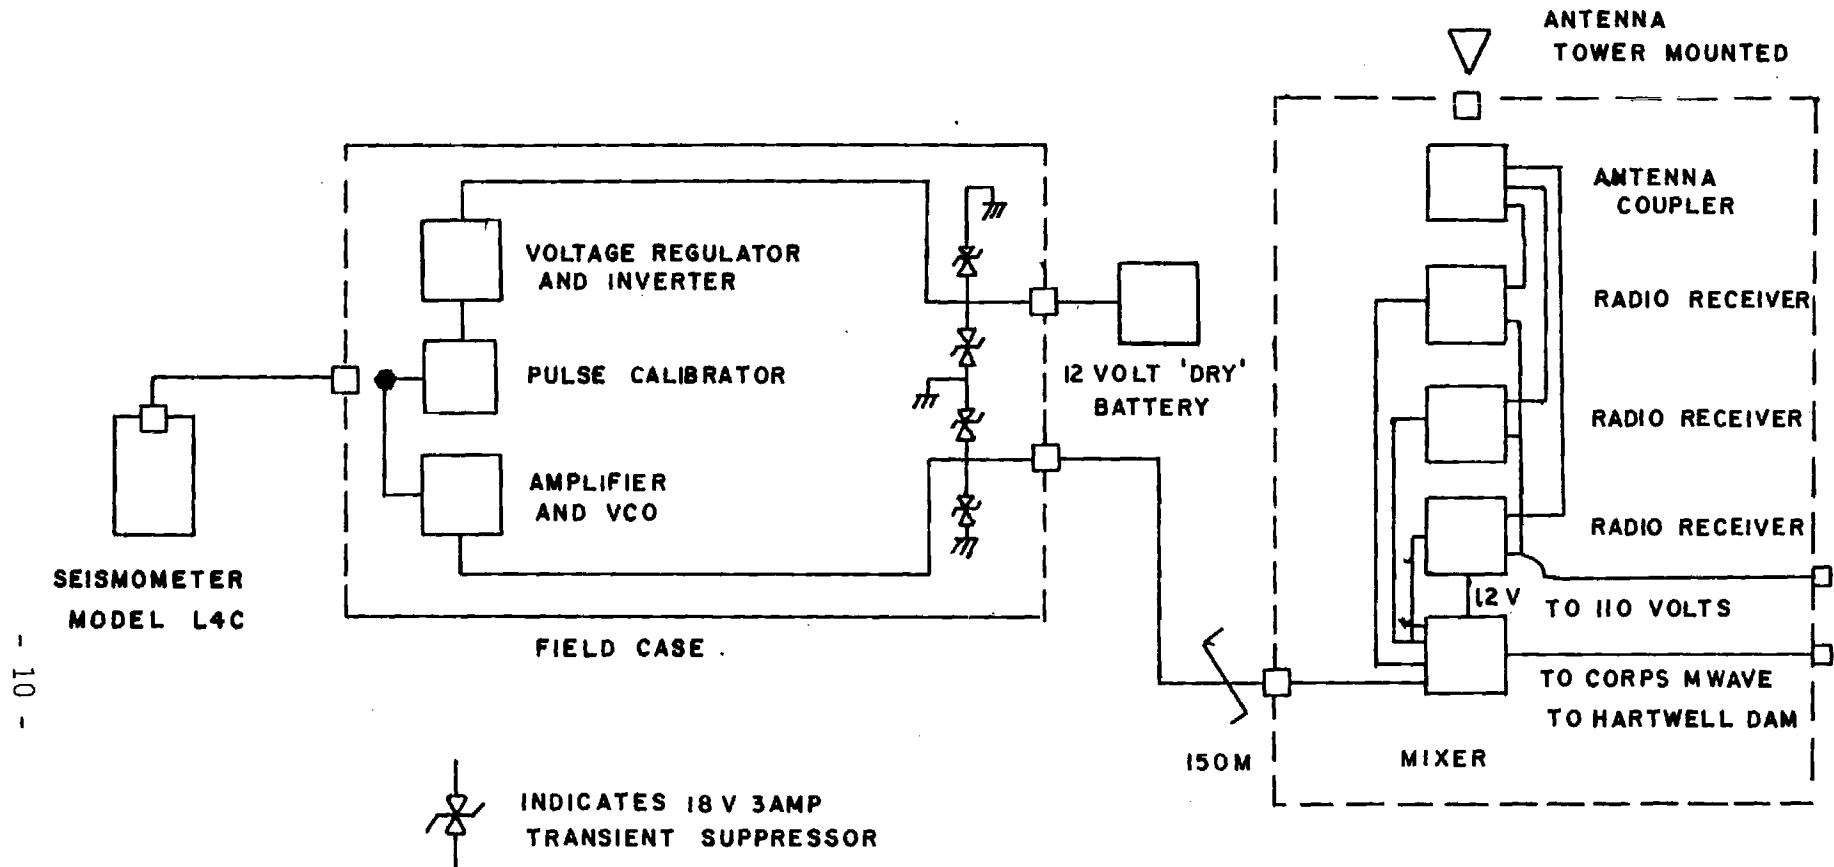 ANTENNA
TOWER MOUNTED
ANTENNA
COUPLER
VOLTAGE REGULATOR
AND INVERTER
RADIO RECEIVER
PULSE CALIBRATOR
12 VOLT 'DRY'
BATTERY
RADIO RECEIVER
AMPLIFIER
AND VCO
RADIO RECEIVER
SEISMOMETER
MODEL L4C
12 V
TO 110 VOLTS
FIELD CASE .
TO CORPS MWAVE
TO HARTWELL DAM
150M
MIXER
INDICATES 18 V 3AMP
TRANSIENT SUPPRESSOR
- 10 -